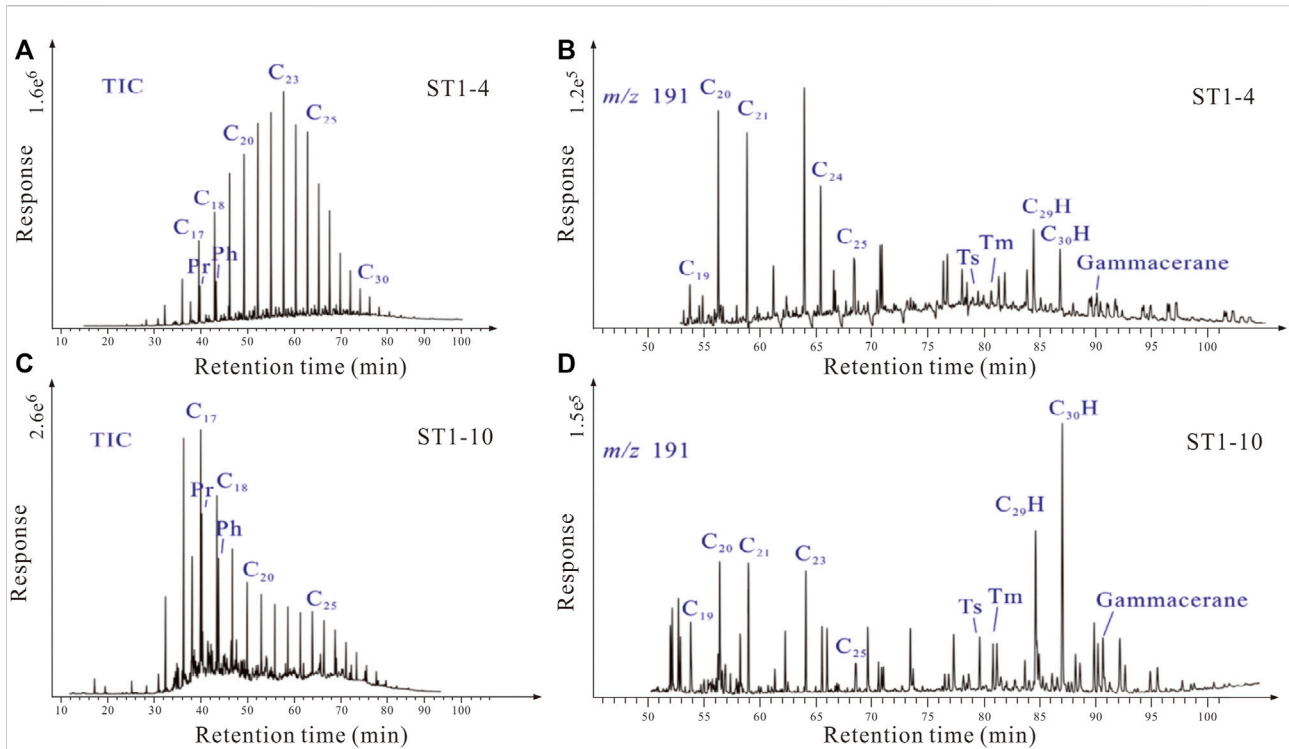 A
TIC
ST1-4
1.6e⁶
Response
C₁₇
Pr
C₁₈
Ph
C₂₀
C₂₃
C₂₅
C₃₀
10 20 30 40 50 60 70 80 90 100
Retention time (min)
B
m/z 191
ST1-4
1.2e⁵
Response
C₁₉
C₂₀
C₂₁
C₂₄
C₂₅
Ts
Tm
C₂₉H
C₃₀H
Gammacerane
50 55 60 65 70 75 80 85 90 95 100
Retention time (min)
C
TIC
ST1-10
2.6e⁶
Response
C₁₇
Pr
C₁₈
Ph
C₂₀
C₂₅
10 20 30 40 50 60 70 80 90 100
Retention time (min)
D
m/z 191
ST1-10
1.5e⁵
Response
C₁₉
C₂₀
C₂₁
C₂₃
C₂₅
Ts
Tm
C₂₉H
C₃₀H
Gammacerane
50 55 60 65 70 75 80 85 90 95 100
Retention time (min)